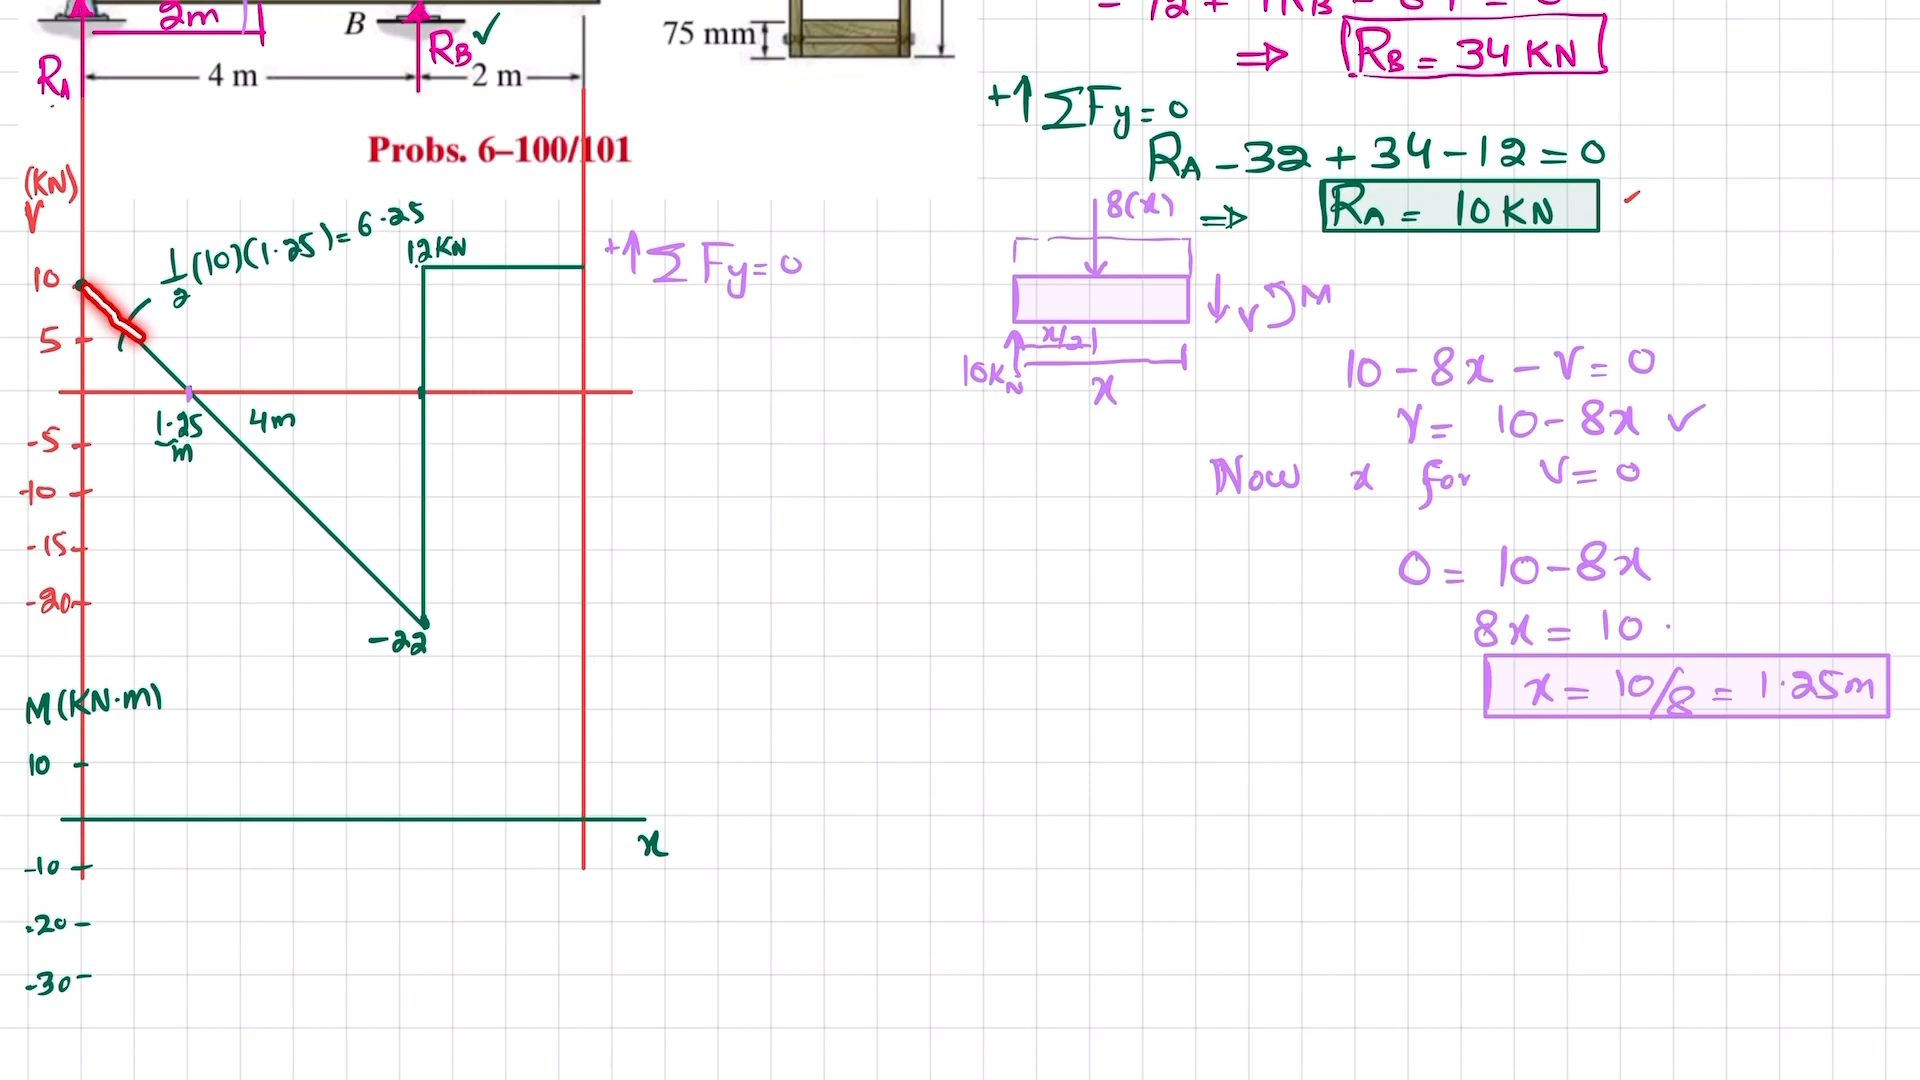 2m
B
RB ✓
75 mm
RA
4 m
2 m
Probs. 6–100/101
(KN)
V
10
5
-5
-10
-15
-20
1/2(10)(1.25)=6.25
12KN
1.25
m
4m
-22
M(KN·m)
10
-10
-20
-30
x
+↑ ΣFy=0
⇒ RB = 34 KN
+↑ ΣFy=0
RA -32 + 34 -12 = 0
⇒ RA = 10 KN
8(x)
V M
x/2
10KN
x
10 - 8x - V = 0
V = 10 - 8x ✓
Now x for V = 0
0 = 10 - 8x
8x = 10
x = 10/8 = 1.25m